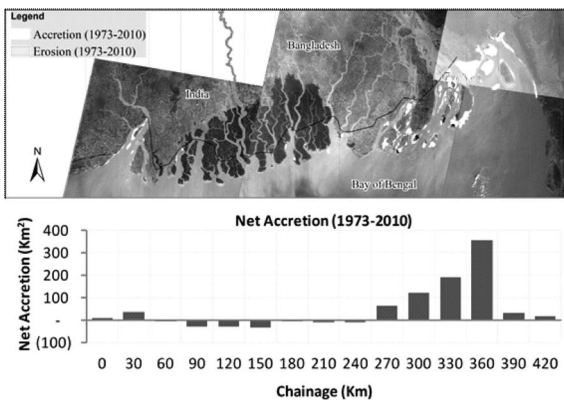 Legend
Accretion (1973-2010)
Erosion (1973-2010)
Bangladesh
India
N
Bay of Bengal
Net Accretion (1973-2010)
Net Accretion (Km²)
400
300
200
100
-
(100)
0 30 60 90 120 150 180 210 240 270 300 330 360 390 420
Chainage (Km)